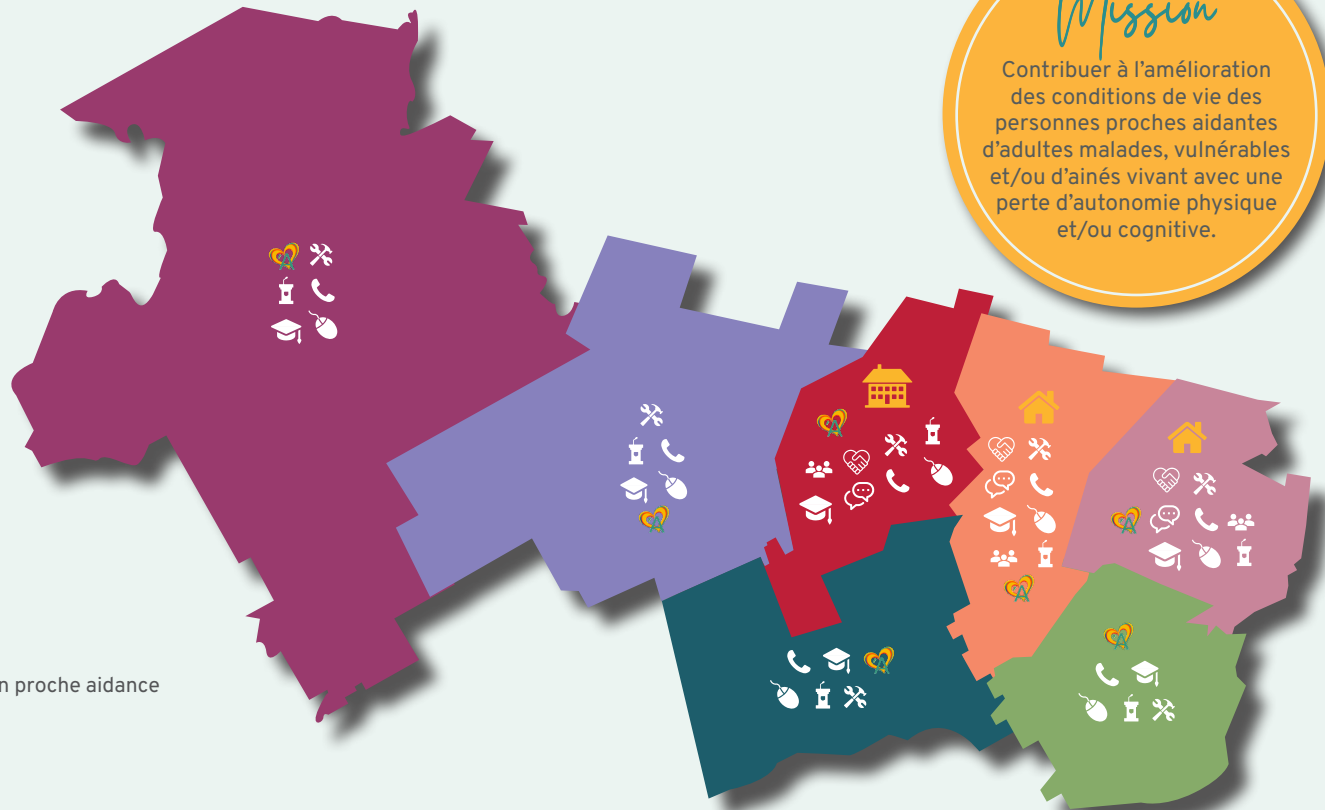 Mission
Contribuer à l’amélioration
des conditions de vie des
personnes proches aidantes
d’adultes malades, vulnérables
et/ou d’ainés vivant avec une
perte d’autonomie physique
et/ou cognitive.
n proche aidance